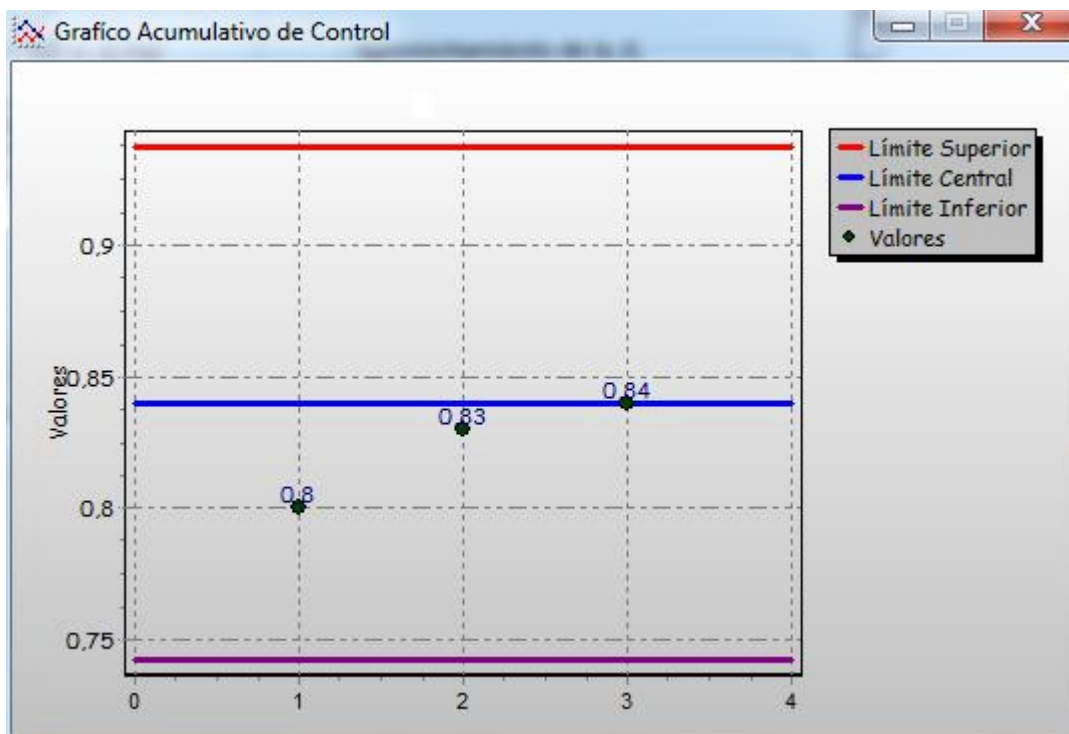 Grafico Acumulativo de Control
Límite Superior
Límite Central
Límite Inferior
Valores
Valores
0,9
0,85
0,8
0,75
0,8
0,83
0,84
0 1 2 3 4